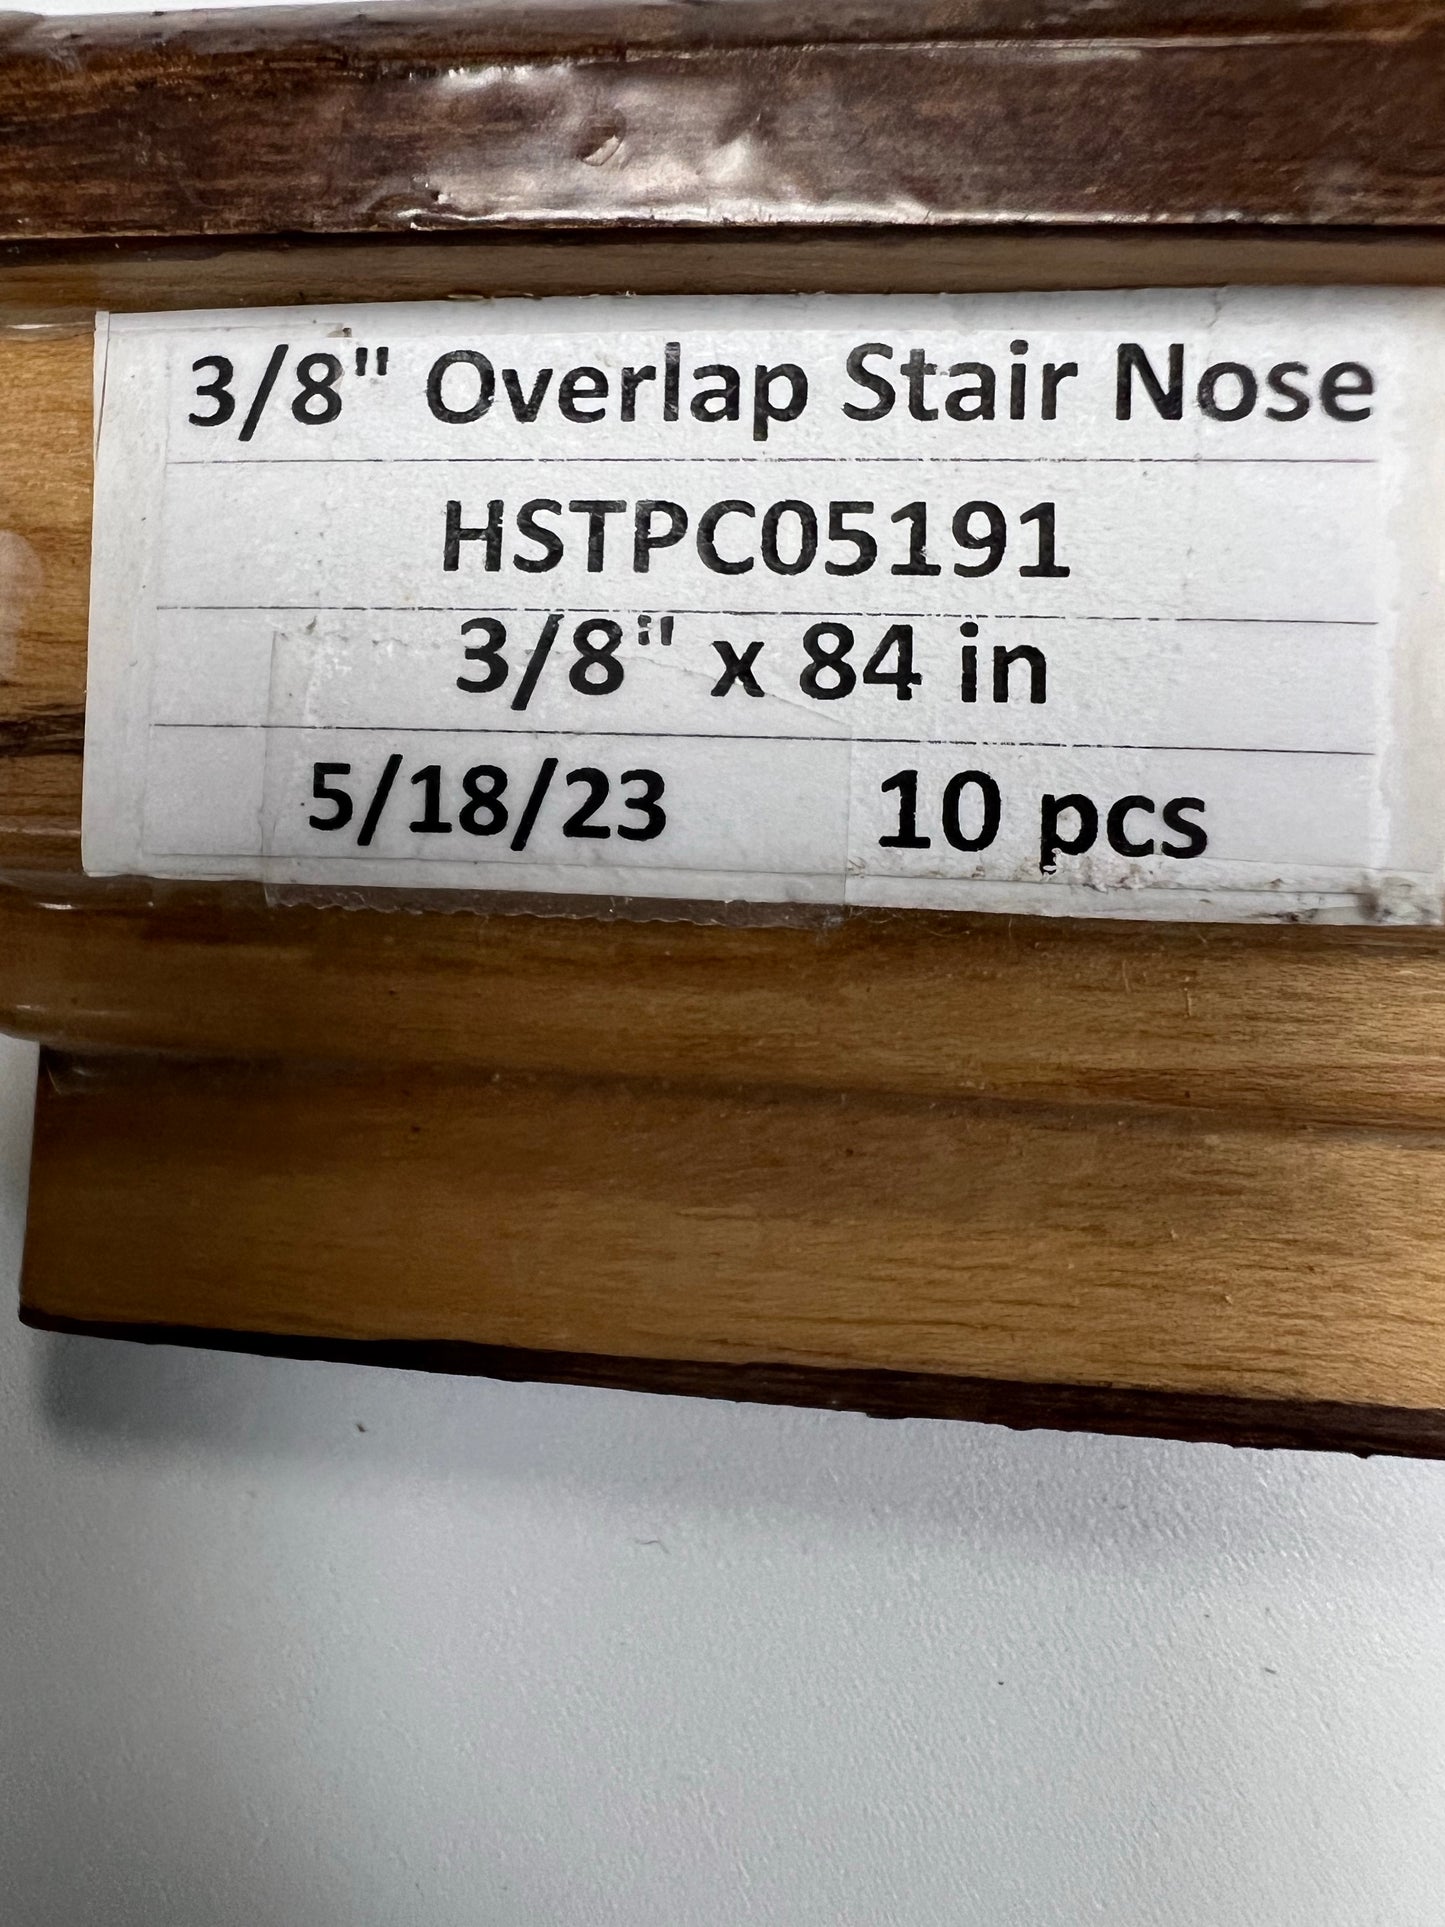 3/8" Overlap Stair Nose
HSTPC05191
3/8" x 84 in
5/18/23 10 pcs